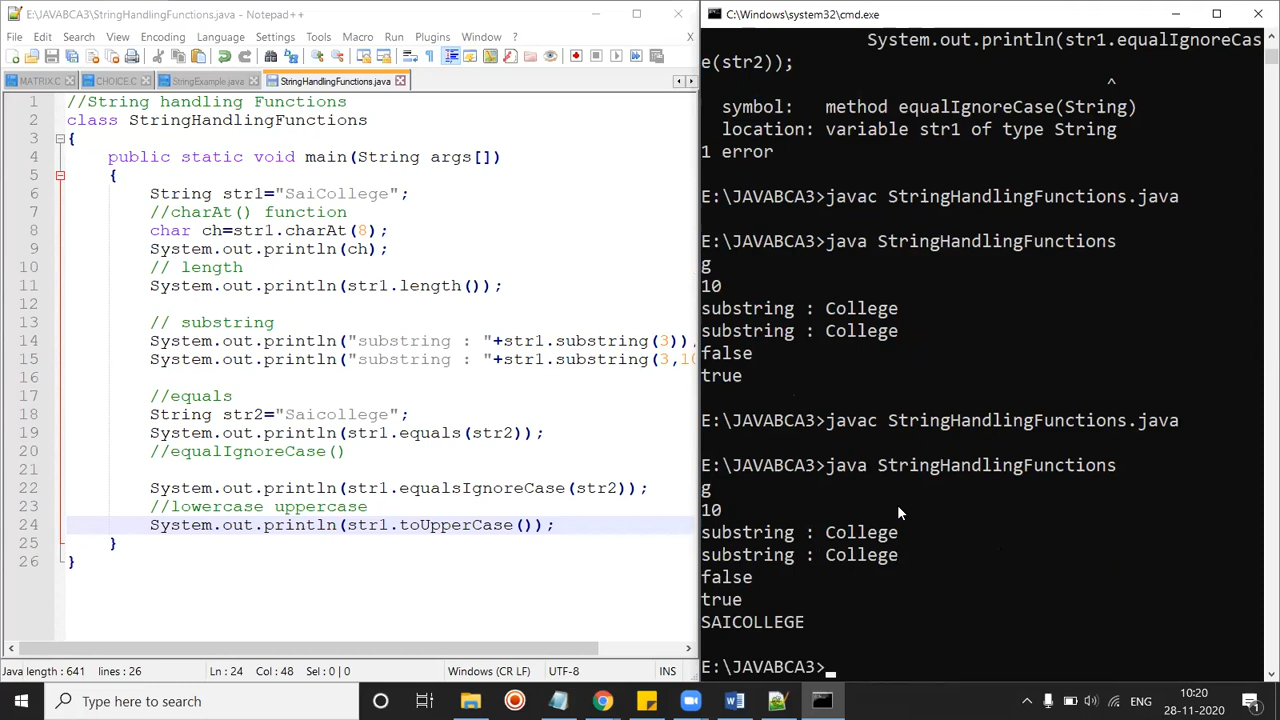 E:\JAVABCA3\StringHandlingFunctions.java - Notepad++
File Edit Search View Encoding Language Settings Tools Macro Run Plugins Window ?
MATRIX.C CHOICE.C StringExample.java StringHandlingFunctions.java
1 //String handling Functions
2 class StringHandlingFunctions
3 {
4 public static void main(String args[])
5 {
6 String str1="SaiCollege";
7 //charAt() function
8 char ch=str1.charAt(8);
9 System.out.println(ch);
10 // length
11 System.out.println(str1.length());
12
13 // substring
14 System.out.println("substring : "+str1.substring(3))
15 System.out.println("substring : "+str1.substring(3,10
16
17 //equals
18 String str2="Saicollege";
19 System.out.println(str1.equals(str2));
20 //equalIgnoreCase()
21
22 System.out.println(str1.equalsIgnoreCase(str2));
23 //lowercase uppercase
24 System.out.println(str1.toUpperCase());
25 }
26 }
Java length : 641 lines : 26 Ln : 24 Col : 48 Sel : 0 | 0 Windows (CR LF) UTF-8 INS
C:\Windows\system32\cmd.exe
System.out.println(str1.equalIgnoreCas
e(str2));
^
symbol: method equalIgnoreCase(String)
location: variable str1 of type String
1 error
E:\JAVABCA3>javac StringHandlingFunctions.java
E:\JAVABCA3>java StringHandlingFunctions
g
10
substring : College
substring : College
false
true
E:\JAVABCA3>javac StringHandlingFunctions.java
E:\JAVABCA3>java StringHandlingFunctions
g
10
substring : College
substring : College
false
true
SAICOLLEGE
E:\JAVABCA3>
Type here to search
ENG
10:20
28-11-2020